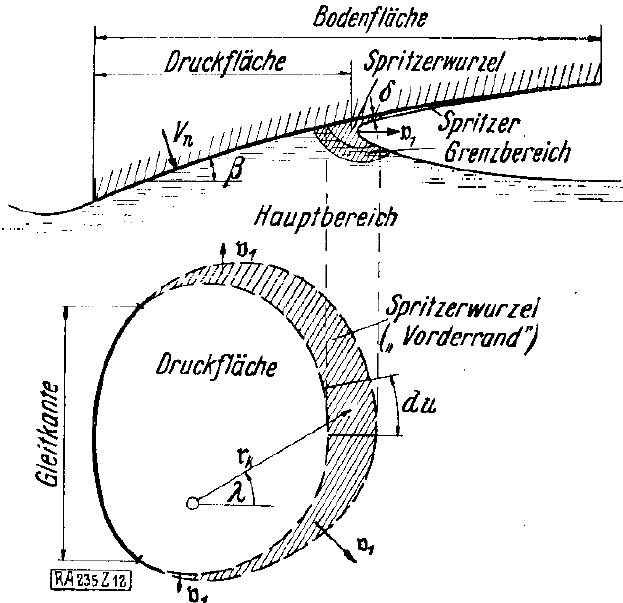 Bodenfläche
Druckfläche
Spritzerwurzel
δ
Spritzer
v₁
Grenzbereich
Vn
β
Hauptbereich
v₁
Spritzerwurzel
(„Vorderrand")
Druckfläche
du
Gleitkante
rk
λ
v₁
RA 235 Z 12
v₁